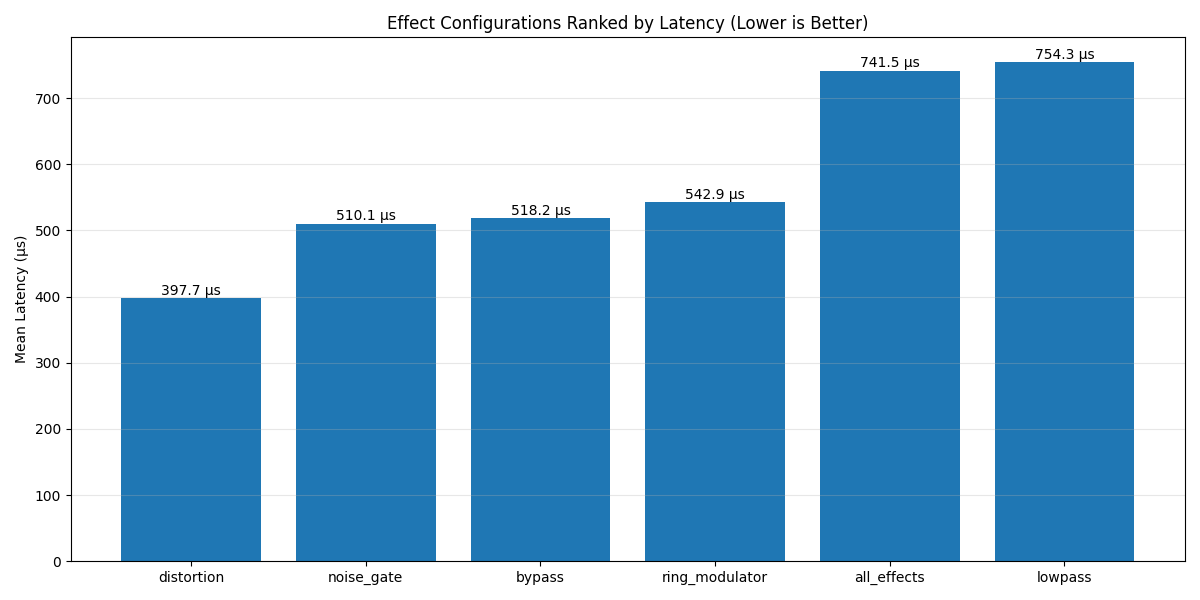 Effect Configurations Ranked by Latency (Lower is Better)
Mean Latency (µs)
700
600
500
400
300
200
100
0
397.7 µs
510.1 µs
518.2 µs
542.9 µs
741.5 µs
754.3 µs
distortion
noise_gate
bypass
ring_modulator
all_effects
lowpass